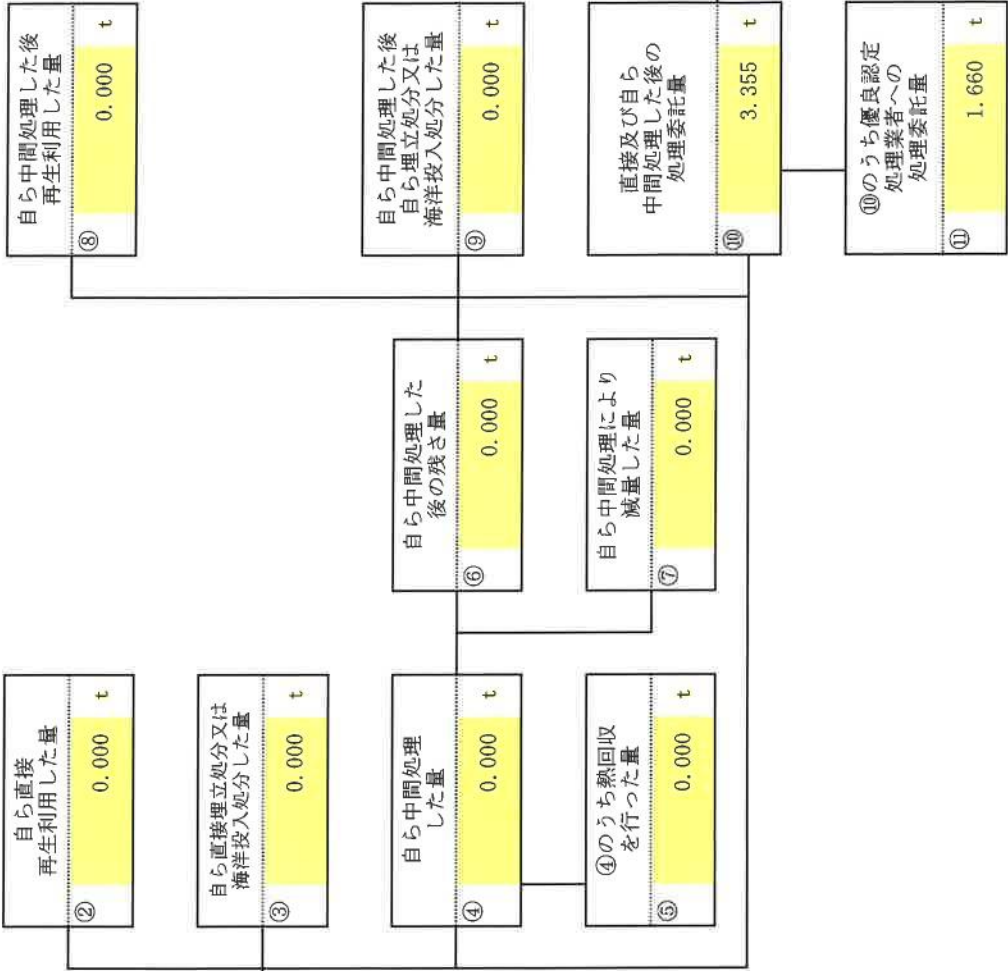 自ら直接
再生利用した量
② 0.000 t
自ら直接埋立処分又は
海洋投入処分した量
③ 0.000 t
自ら中間処理
した量
④ 0.000 t
④のうち熱回収
を行った量
⑤ 0.000 t
自ら中間処理した
後の残さ量
⑥ 0.000 t
自ら中間処理により
減量した量
⑦ 0.000 t
自ら中間処理した後
再生利用した量
⑧ 0.000 t
自ら中間処理した後
自ら埋立処分又は
海洋投入処分した量
⑨ 0.000 t
直接及び自ら
中間処理した後の
処理委託量
⑩ 3.355 t
⑩のうち優良認定
処理業者への
処理委託量
⑪ 1.660 t